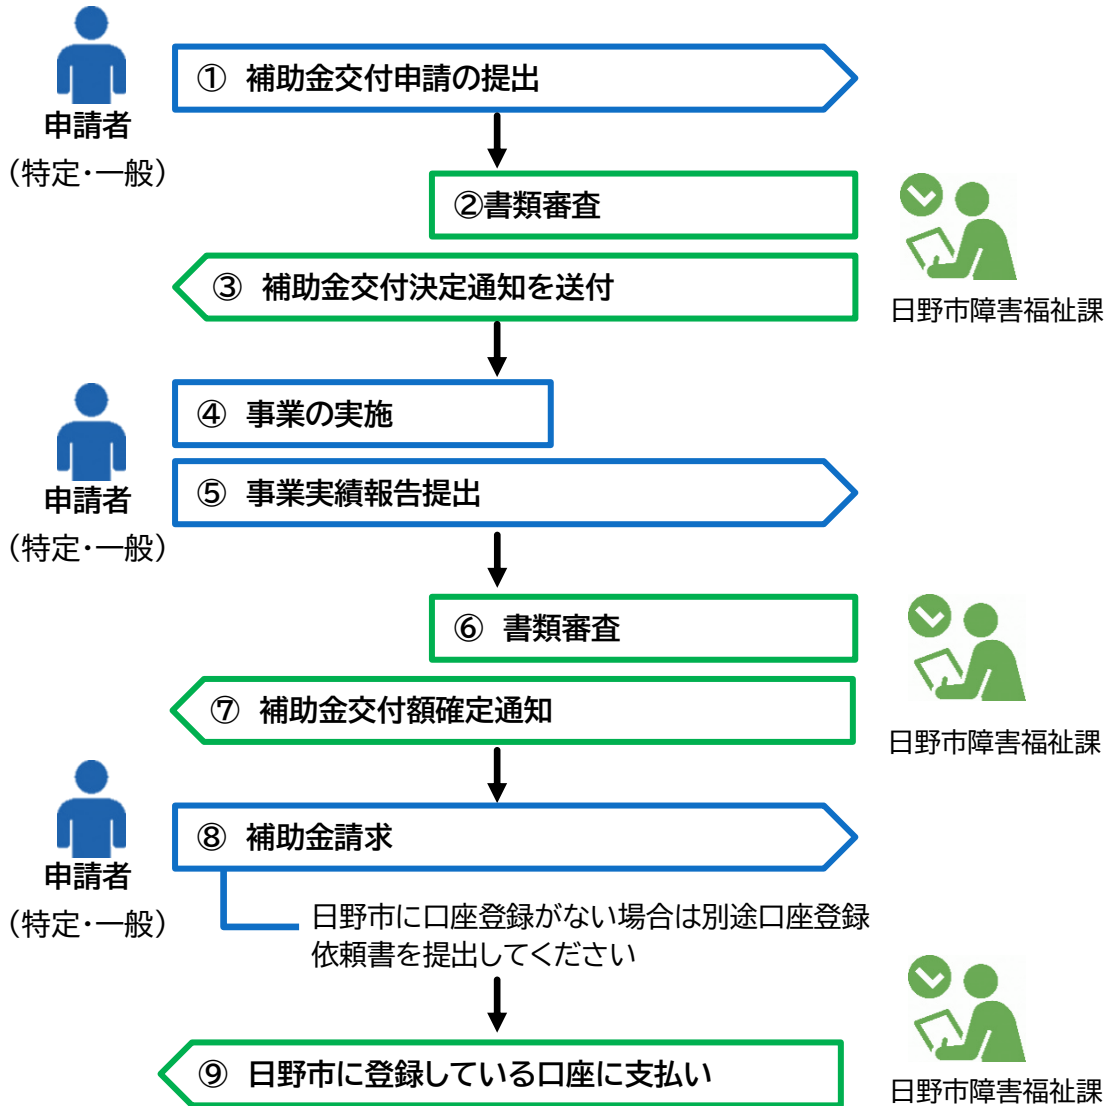 ① 補助金交付申請の提出
申請者
(特定・一般)
②書類審査
③ 補助金交付決定通知を送付
日野市障害福祉課
④ 事業の実施
申請者
(特定・一般)
⑤ 事業実績報告提出
⑥ 書類審査
⑦ 補助金交付額確定通知
日野市障害福祉課
⑧ 補助金請求
申請者
(特定・一般)
日野市に口座登録がない場合は別途口座登録
依頼書を提出してください
⑨ 日野市に登録している口座に支払い
日野市障害福祉課